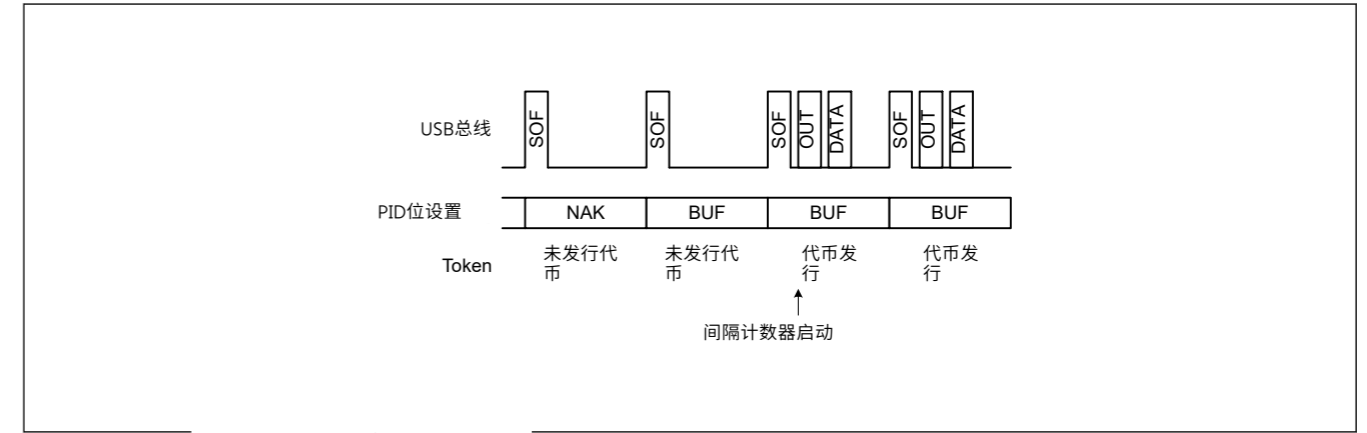 USB总线
SOF
SOF
SOF
OUT
DATA
SOF
OUT
DATA
PID位设置
NAK
BUF
BUF
BUF
Token
未发行代
币
未发行代
币
代币发
行
代币发
行
间隔计数器启动